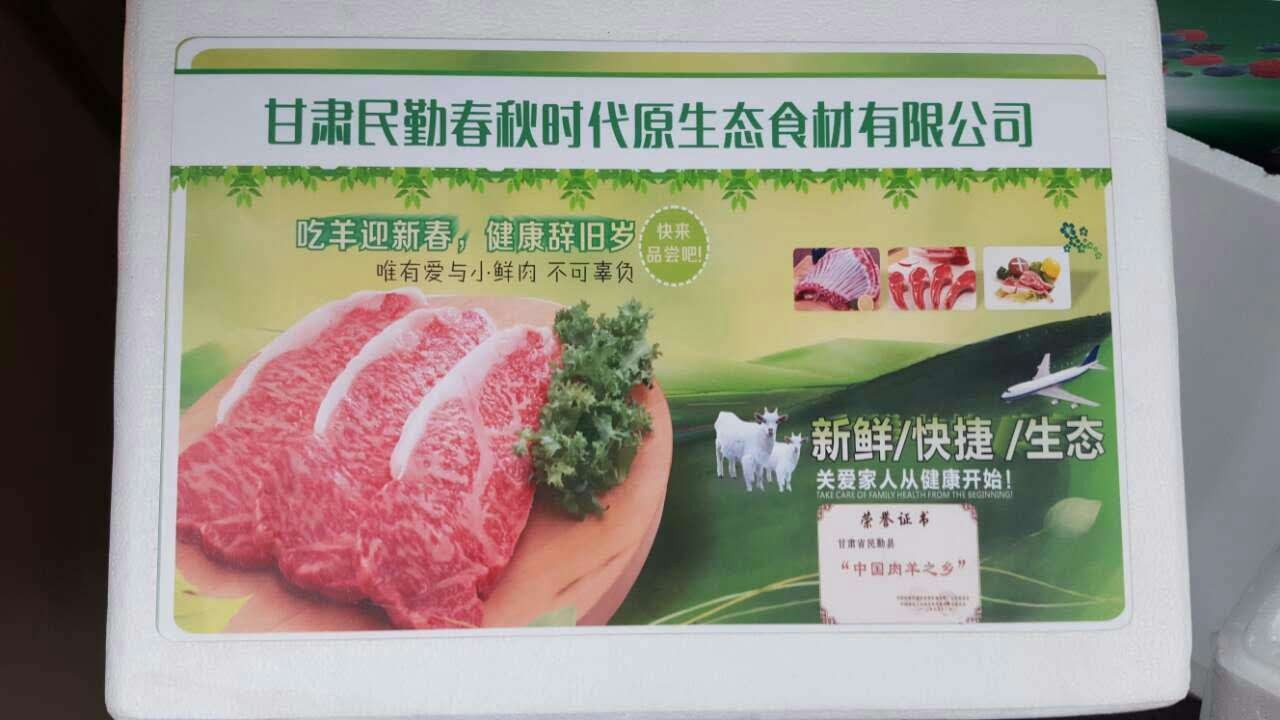 甘肃民勤春秋时代原生态食材有限公司
吃羊迎新春，健康辞旧岁
快来
品尝吧!
唯有爱与小鲜肉 不可辜负
新鲜/快捷/生态
关爱家人从健康开始!
TAKE CARE OF FAMILY HEALTH FROM THE BEGINNING!
荣誉证书
甘肃省民勤县
“中国肉羊之乡”